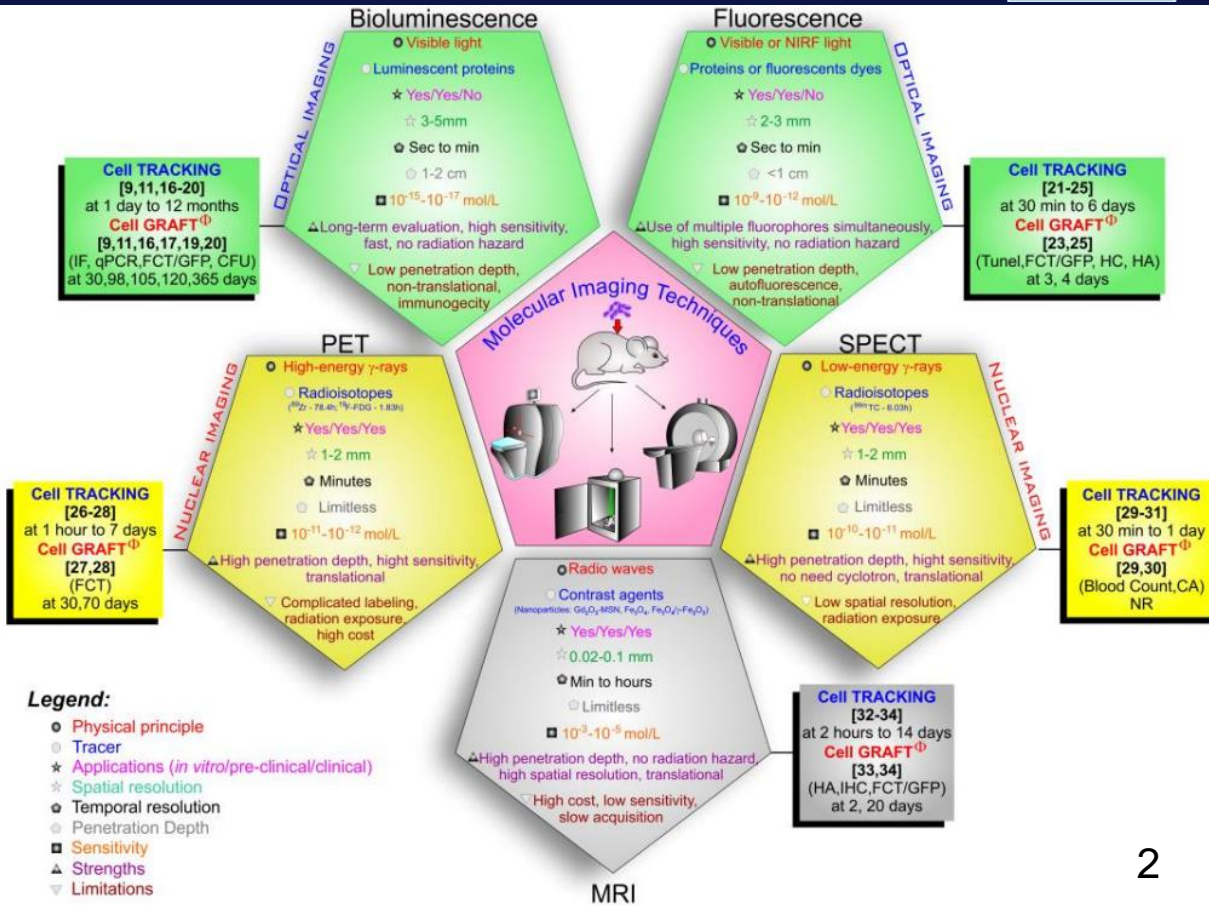 Bioluminescence
Visible light
Luminescent proteins
Yes/Yes/No
3-5mm
Sec to min
1-2 cm
10⁻¹⁵-10⁻¹⁷ mol/L
Long-term evaluation, high sensitivity,
fast, no radiation hazard
Low penetration depth,
non-translational,
immunogecity
OPTICAL IMAGING
Cell TRACKING
[9,11,16-20]
at 1 day to 12 months
Cell GRAFTΦ
[9,11,16,17,19,20]
(IF, qPCR,FCT/GFP, CFU)
at 30,98,105,120,365 days
Fluorescence
Visible or NIRF light
Proteins or fluorescents dyes
Yes/Yes/No
2-3 mm
Sec to min
<1 cm
10⁻⁹-10⁻¹² mol/L
Use of multiple fluorophores simultaneously,
high sensitivity, no radiation hazard
Low penetration depth,
autofluorescence,
non-translational
OPTICAL IMAGING
Cell TRACKING
[21-25]
at 30 min to 6 days
Cell GRAFTΦ
[23,25]
(Tunel,FCT/GFP, HC, HA)
at 3, 4 days
Molecular Imaging Techniques
PET
High-energy γ-rays
Radioisotopes
(⁸⁹Zr - 78.4h; ¹⁸F-FDG - 1.83h)
Yes/Yes/Yes
1-2 mm
Minutes
Limitless
10⁻¹¹-10⁻¹² mol/L
High penetration depth, hight sensitivity,
translational
Complicated labeling,
radiation exposure,
high cost
NUCLEAR IMAGING
Cell TRACKING
[26-28]
at 1 hour to 7 days
Cell GRAFTΦ
[27,28]
(FCT)
at 30,70 days
SPECT
Low-energy γ-rays
Radioisotopes
(⁹⁹ᵐTC - 6.03h)
Yes/Yes/Yes
1-2 mm
Minutes
Limitless
10⁻¹⁰-10⁻¹¹ mol/L
High penetration depth, hight sensitivity,
no need cyclotron, translational
Low spatial resolution,
radiation exposure
NUCLEAR IMAGING
Cell TRACKING
[29-31]
at 30 min to 1 day
Cell GRAFTΦ
[29,30]
(Blood Count,CA)
NR
Radio waves
Contrast agents
(Nanoparticles: Gd₂O₃-MSN, Fe₃O₄, Fe₃O₄/γ-Fe₂O₃)
Yes/Yes/Yes
0.02-0.1 mm
Min to hours
Limitless
10⁻³-10⁻⁵ mol/L
High penetration depth, no radiation hazard,
high spatial resolution, translational
High cost, low sensitivity,
slow acquisition
MRI
Cell TRACKING
[32-34]
at 2 hours to 14 days
Cell GRAFTΦ
[33,34]
(HA,IHC,FCT/GFP)
at 2, 20 days
Legend:
Physical principle
Tracer
Applications (in vitro/pre-clinical/clinical)
Spatial resolution
Temporal resolution
Penetration Depth
Sensitivity
Strengths
Limitations
2